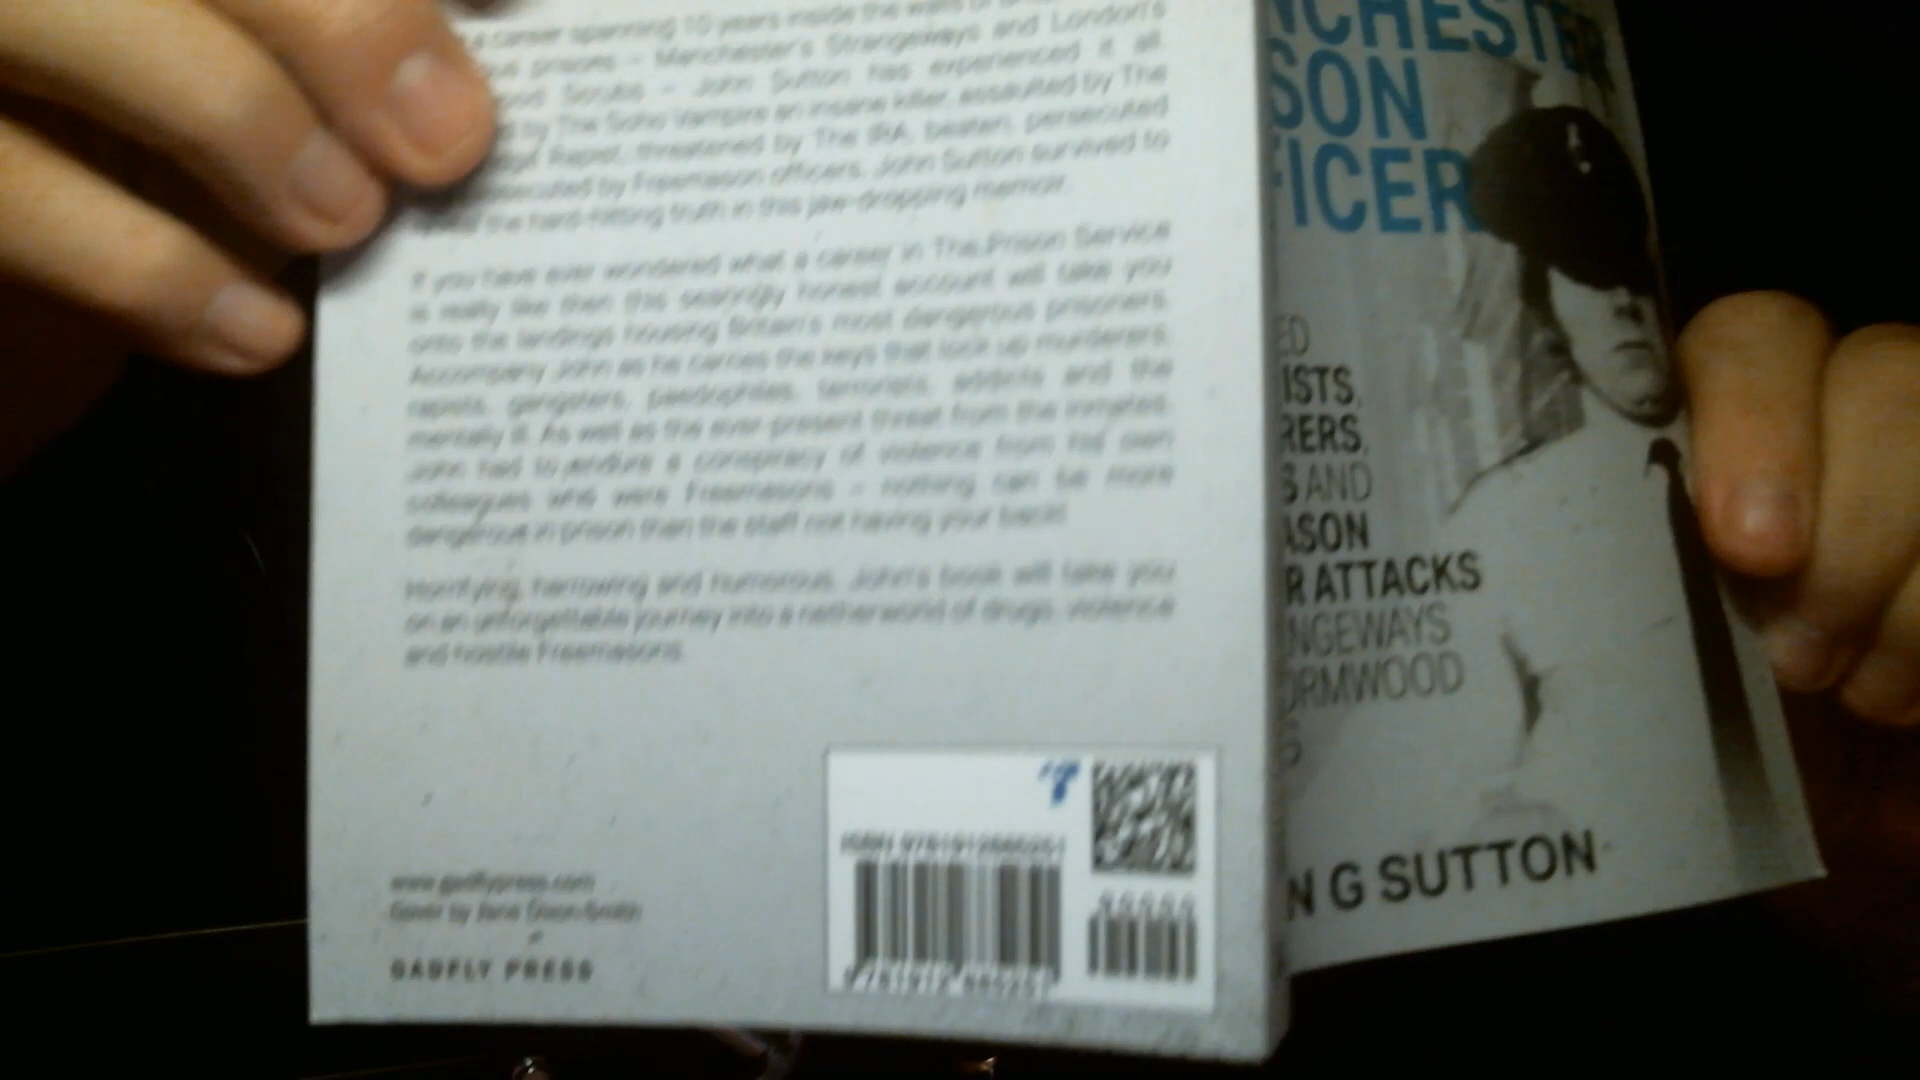 a career spanning 10 years inside the walls of
prisons – Manchester's Strangeways and London's
Scrubs – John Sutton has experienced it all.
by The Soho Vampire an insane killer, assaulted by The
Rapist, threatened by The IRA, beaten, persecuted
by Freemason officers, John Sutton survived to
the hard-hitting truth in this jaw-dropping memoir.
If you have ever wondered what a career in The Prison Service
is really like then this searingly honest account will take you
onto the landings housing Britain's most dangerous prisoners.
Accompany John as he carries the keys that lock up murderers,
rapists, gangsters, paedophiles, terrorists, addicts and the
mentally ill. As well as the ever present threat from the inmates,
John had to endure a conspiracy of violence from his own
colleagues who were Freemasons – nothing can be more
dangerous in prison than the staff not having your back!
Horrifying, harrowing and humorous, John's book will take you
on an unforgettable journey into a netherworld of drugs, violence
and hostile Freemasons.
www.gadflypress.com
Cover by Jane Dixon-Smith
GADFLY PRESS
ISBN
90000
NCHESTER
SON
FICER
ED
ISTS,
RERS,
S AND
ASON
R ATTACKS
NGEWAYS
ORMWOOD
S
N G SUTTON